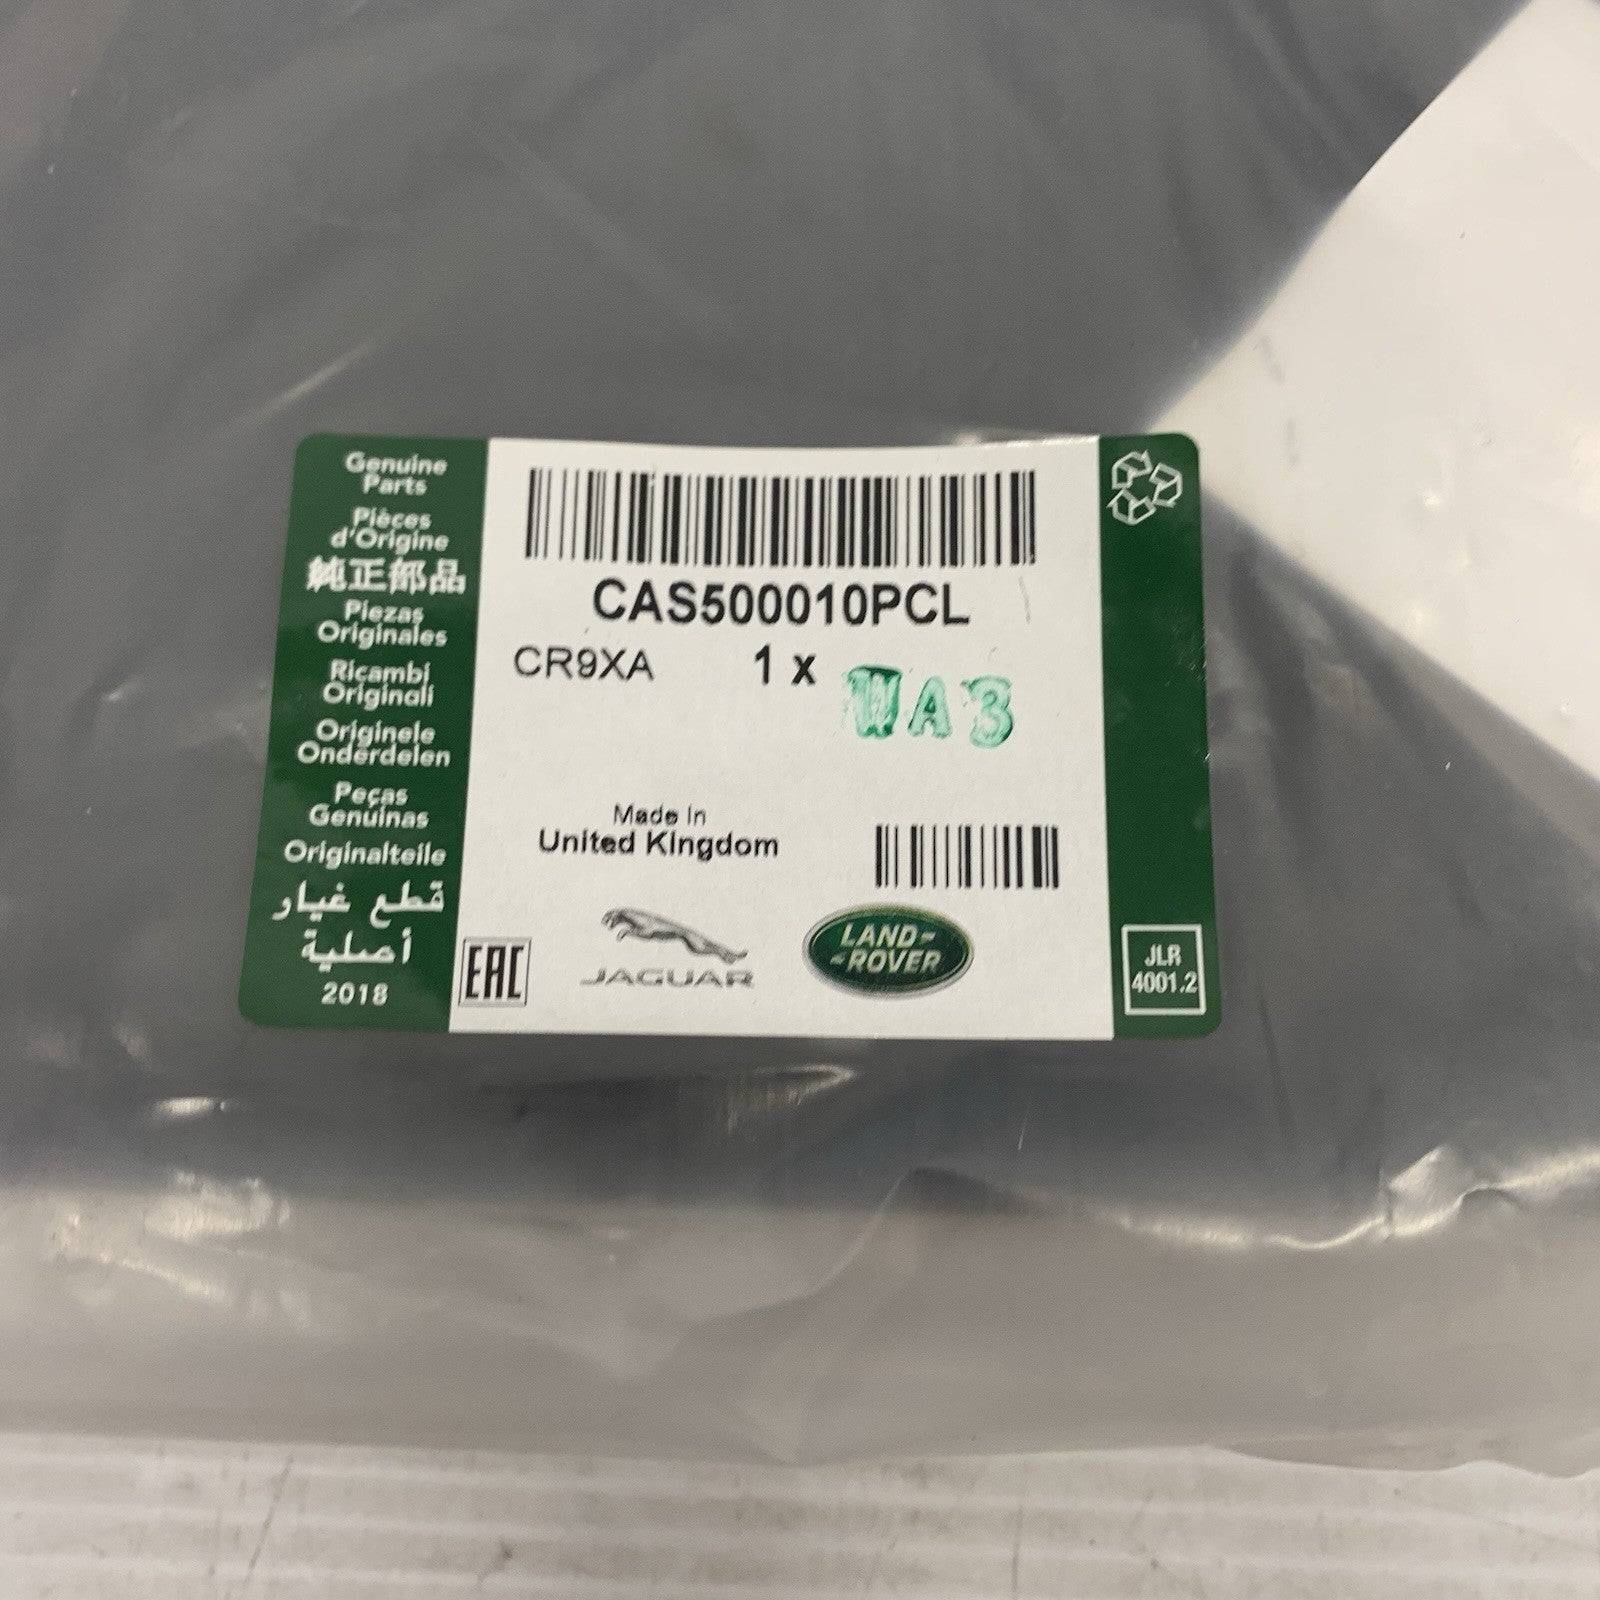 Genuine
Parts
Pièces
d'Origine
純正部品
Piezas
Originales
Ricambi
Originali
Originele
Onderdelen
Peças
Genuinas
Originalteile
قطع غيار
أصلية
2018
CAS500010PCL
CR9XA 1 x WA3
Made In
United Kingdom
EAC
JAGUAR
LAND-
-ROVER
JLR
4001.2